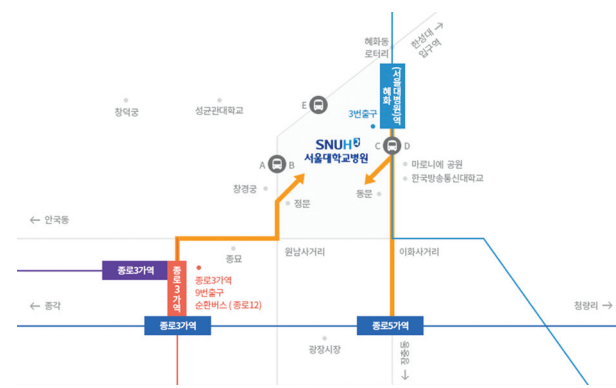 한성대 →
입구역
혜화동
로터리
혜화
(서울대병원)역
3번출구
창덕궁
성균관대학교
E
SNUH
서울대학교병원
C D
A B
마로니에 공원
한국방송통신대학교
창경궁
정문
동문
← 안국동
종묘
원남사거리
이화사거리
종로3가역
종로3가역
종로3가역
9번출구
순환버스 ( 종로12)
← 종각
청량리 →
종로3가역
종로5가역
광장시장
장충동 →